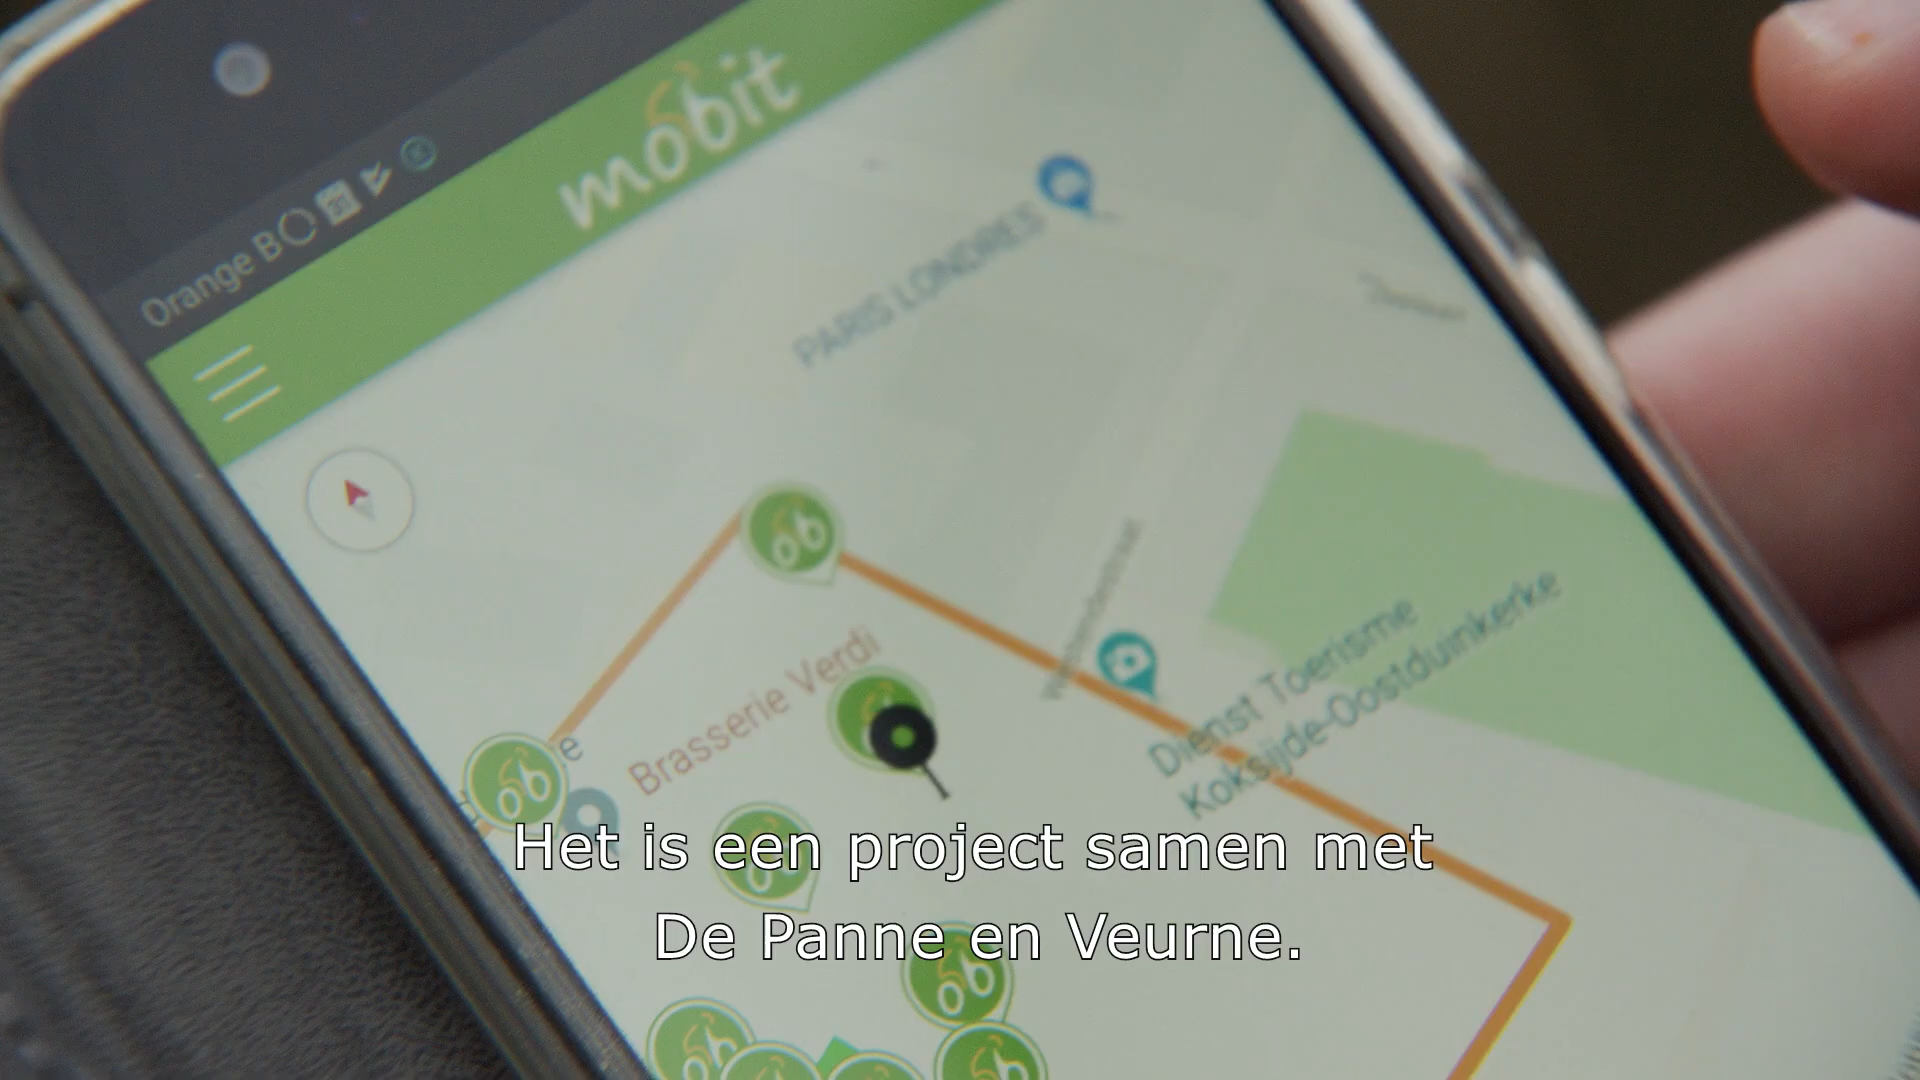 mobit
Orange B
PARIS LONDRES
Brasserie Verdi
Dienst Toerisme
Koksijde-Oostduinkerke
Het is een project samen met
De Panne en Veurne.